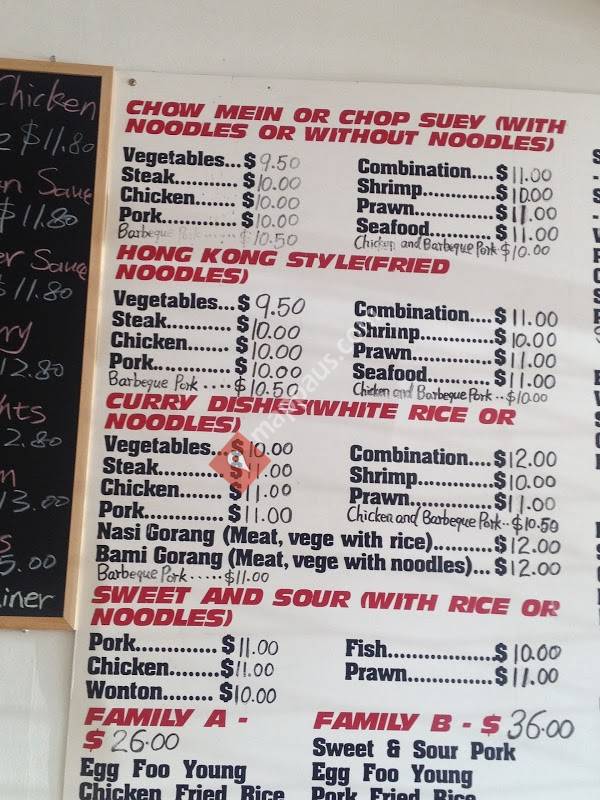 Chicken
$11.80
Sauce
$11.80
Sauce
$11.80
12.80
2.80
13.00
5.00
CHOW MEIN OR CHOP SUEY (WITH
NOODLES OR WITHOUT NOODLES)
Vegetables...$ 9.50
Steak........... $10.00
Chicken....... $10.00
Pork............. $10.00
Barbeque Pork ..... $10.50
Combination....$11.00
Shrimp.............$10.00
Prawn...............$11.00
Seafood............$11.00
Chicken and Barbeque Pork $10.00
HONG KONG STYLE(FRIED
NOODLES)
Vegetables...$ 9.50
Steak........... $10.00
Chicken....... $10.00
Pork............. $10.00
Barbeque Pork .... $10.50
Combination....$11.00
Shrimp.............$10.00
Prawn...............$11.00
Seafood............$11.00
Chicken and Barbeque Pork .. $10.00
CURRY DISHES(WHITE RICE OR
NOODLES)
Vegetables...$10.00
Steak........... $11.00
Chicken....... $11.00
Pork............. $11.00
Combination....$12.00
Shrimp.............$10.00
Prawn...............$11.00
Chicken and Barbeque Pork .. $10.50
Nasi Gorang (Meat, vege with rice)..........$12.00
Bami Gorang (Meat, vege with noodles)... $12.00
Barbeque Pork ..... $11.00
SWEET AND SOUR (WITH RICE OR
NOODLES)
Pork.............$11.00
Chicken.......$11.00
Wonton........$10.00
Fish...................$10.00
Prawn................$11.00
FAMILY A -
$ 26.00
Egg Foo Young
Chicken Fried Rice
FAMILY B - $ 36.00
Sweet & Sour Pork
Egg Foo Young
Pork Fried Rice